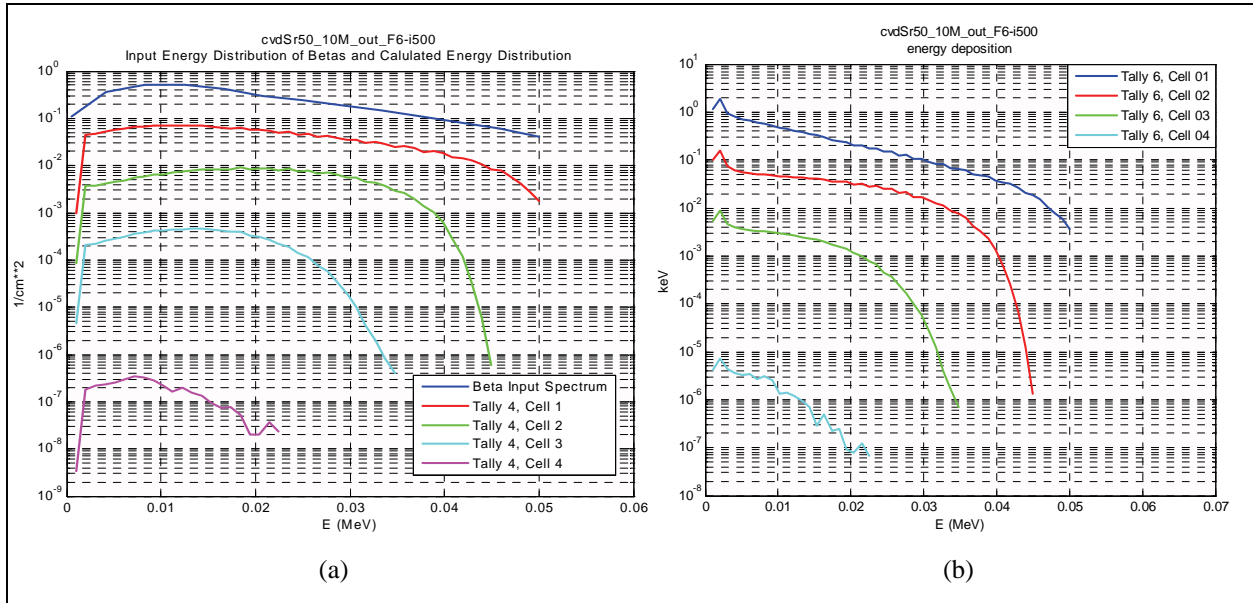 cvdSr50_10M_out_F6-i500
Input Energy Distribution of Betas and Calulated Energy Distribution
10^0
10^-1
10^-2
10^-3
10^-4
10^-5
10^-6
10^-7
10^-8
10^-9
1/cm**2
0 0.01 0.02 0.03 0.04 0.05 0.06
E (MeV)
Beta Input Spectrum
Tally 4, Cell 1
Tally 4, Cell 2
Tally 4, Cell 3
Tally 4, Cell 4
(a)
cvdSr50_10M_out_F6-i500
energy deposition
10^1
10^0
10^-1
10^-2
10^-3
10^-4
10^-5
10^-6
10^-7
10^-8
keV
0 0.01 0.02 0.03 0.04 0.05 0.06 0.07
E (MeV)
Tally 6, Cell 01
Tally 6, Cell 02
Tally 6, Cell 03
Tally 6, Cell 04
(b)